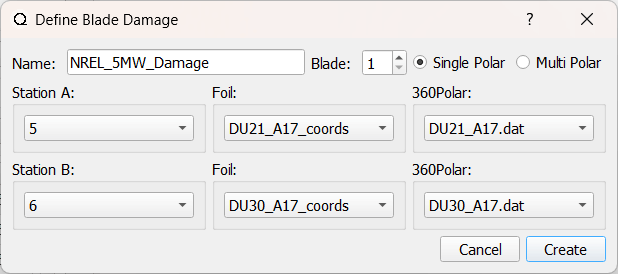 Define Blade Damage ?
Name: NREL_5MW_Damage Blade: 1 Single Polar Multi Polar
Station A: Foil: 360Polar:
5 DU21_A17_coords DU21_A17.dat
Station B: Foil: 360Polar:
6 DU30_A17_coords DU30_A17.dat
Cancel Create